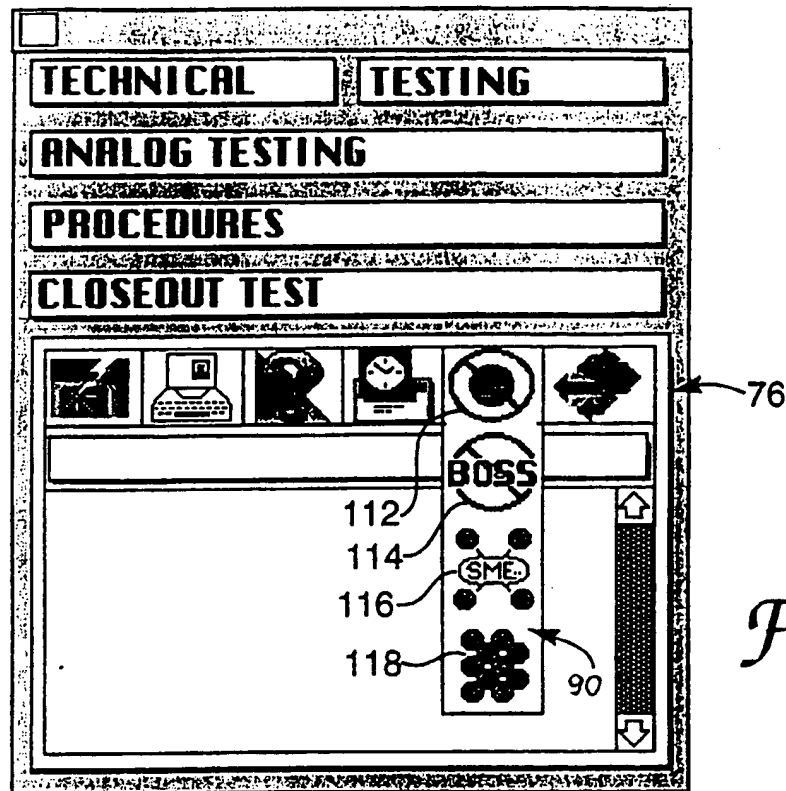 TECHNICAL TESTING
ANALOG TESTING
PROCEDURES
CLOSEOUT TEST
76
BOSS
112
114
SME..
116
118
90
F